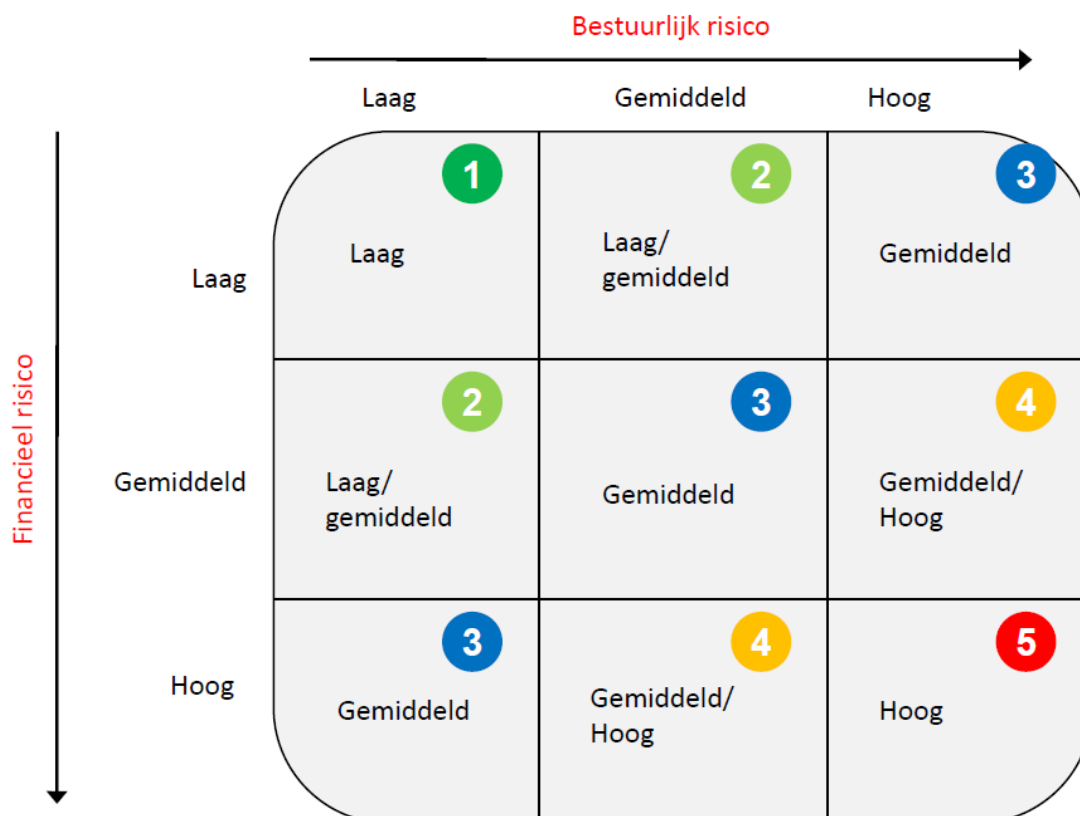 Bestuurlijk risico
Laag
Gemiddeld
Hoog
Financieel risico
Laag
1
Laag
2
Laag/
gemiddeld
3
Gemiddeld
Gemiddeld
2
Laag/
gemiddeld
3
Gemiddeld
4
Gemiddeld/
Hoog
Hoog
3
Gemiddeld
4
Gemiddeld/
Hoog
5
Hoog